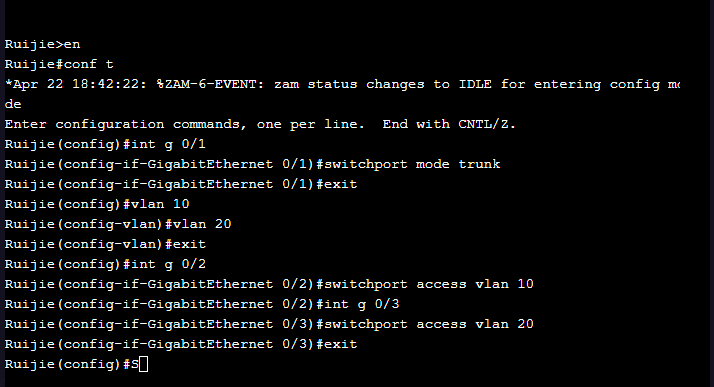 Ruijie>en
Ruijie#conf t
*Apr 22 18:42:22: %ZAM-6-EVENT: zam status changes to IDLE for entering config mo
de
Enter configuration commands, one per line.  End with CNTL/Z.
Ruijie(config)#int g 0/1
Ruijie(config-if-GigabitEthernet 0/1)#switchport mode trunk
Ruijie(config-if-GigabitEthernet 0/1)#exit
Ruijie(config)#vlan 10
Ruijie(config-vlan)#vlan 20
Ruijie(config-vlan)#exit
Ruijie(config)#int g 0/2
Ruijie(config-if-GigabitEthernet 0/2)#switchport access vlan 10
Ruijie(config-if-GigabitEthernet 0/2)#int g 0/3
Ruijie(config-if-GigabitEthernet 0/3)#switchport access vlan 20
Ruijie(config-if-GigabitEthernet 0/3)#exit
Ruijie(config)#S